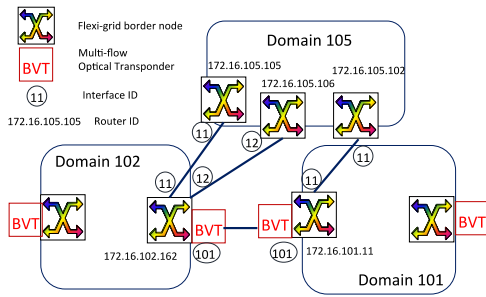 Flexi-grid border node
Multi-flow
Optical Transponder
BVT
11
Interface ID
172.16.105.105
Router ID
Domain 105
172.16.105.105
172.16.105.106
172.16.105.102
11
12
11
Domain 102
11
12
11
BVT
BVT
101
172.16.102.162
BVT
101
172.16.101.11
BVT
Domain 101